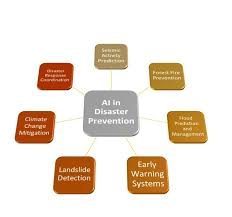 Seismic
Activity
Prediction
Forest Fire
Prevention
Flood
Prediction
and
Management
Early
Warning
Systems
Landslide
Detection
Climate
Change
Mitigation
Disaster
Response
Coordination
AI in
Disaster
Prevention